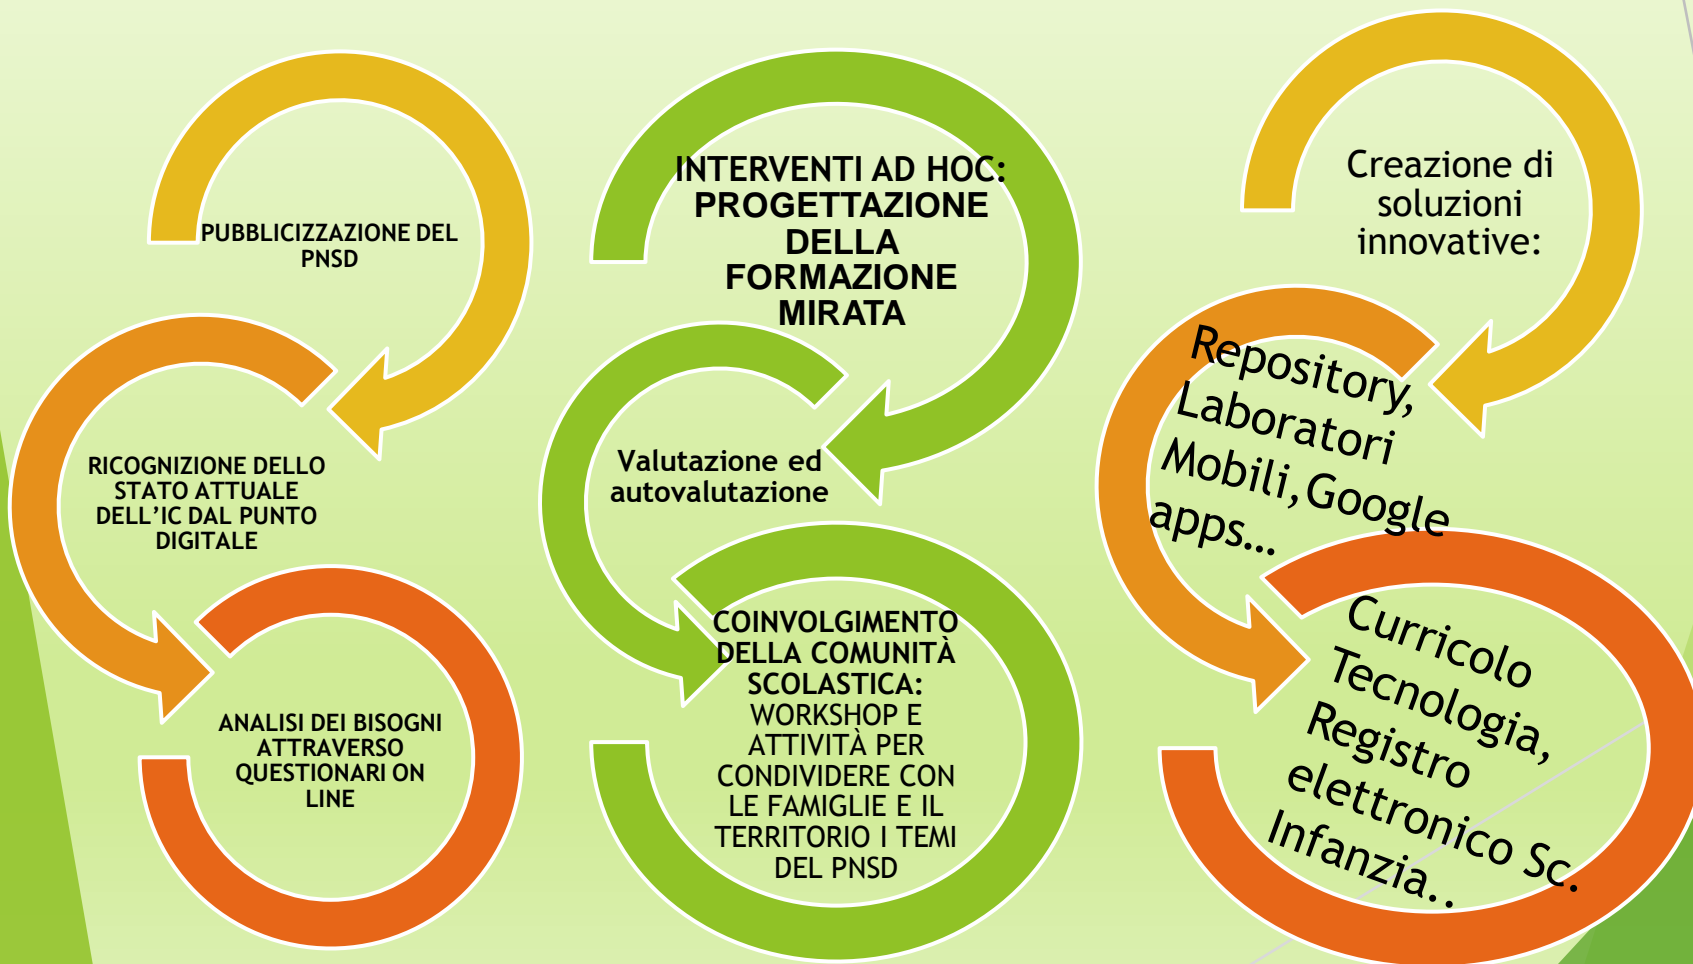 PUBBLICIZZAZIONE DEL
PNSD
RICOGNIZIONE DELLO
STATO ATTUALE
DELL’IC DAL PUNTO
DIGITALE
ANALISI DEI BISOGNI
ATTRAVERSO
QUESTIONARI ON
LINE
INTERVENTI AD HOC:
PROGETTAZIONE
DELLA
FORMAZIONE
MIRATA
Valutazione ed
autovalutazione
COINVOLGIMENTO
DELLA COMUNITÀ
SCOLASTICA:
WORKSHOP E
ATTIVITÀ PER
CONDIVIDERE CON
LE FAMIGLIE E IL
TERRITORIO I TEMI
DEL PNSD
Creazione di
soluzioni
innovative:
Repository,
Laboratori
Mobili,Google
apps…
Curricolo
Tecnologia,
Registro
elettronico Sc.
Infanzia..